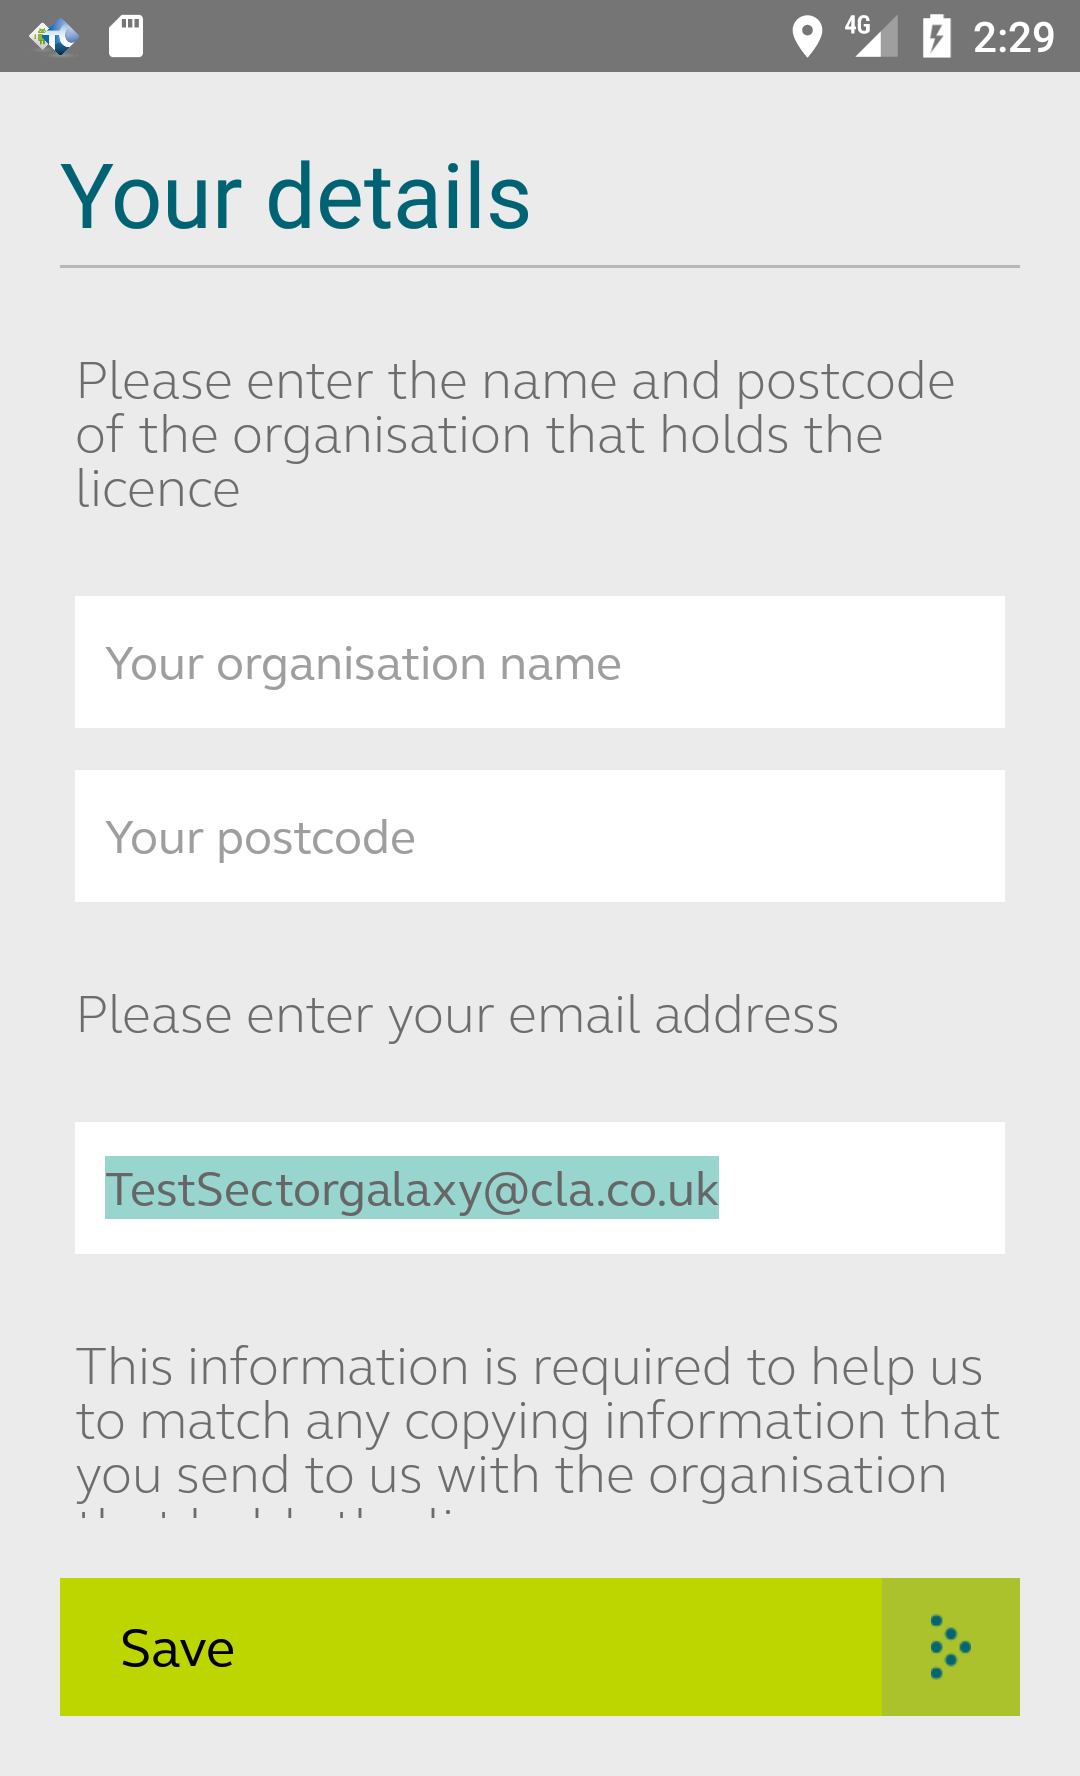 4G 2:29
Your details
Please enter the name and postcode
of the organisation that holds the
licence
Your organisation name
Your postcode
Please enter your email address
TestSectorgalaxy@cla.co.uk
This information is required to help us
to match any copying information that
you send to us with the organisation
Save